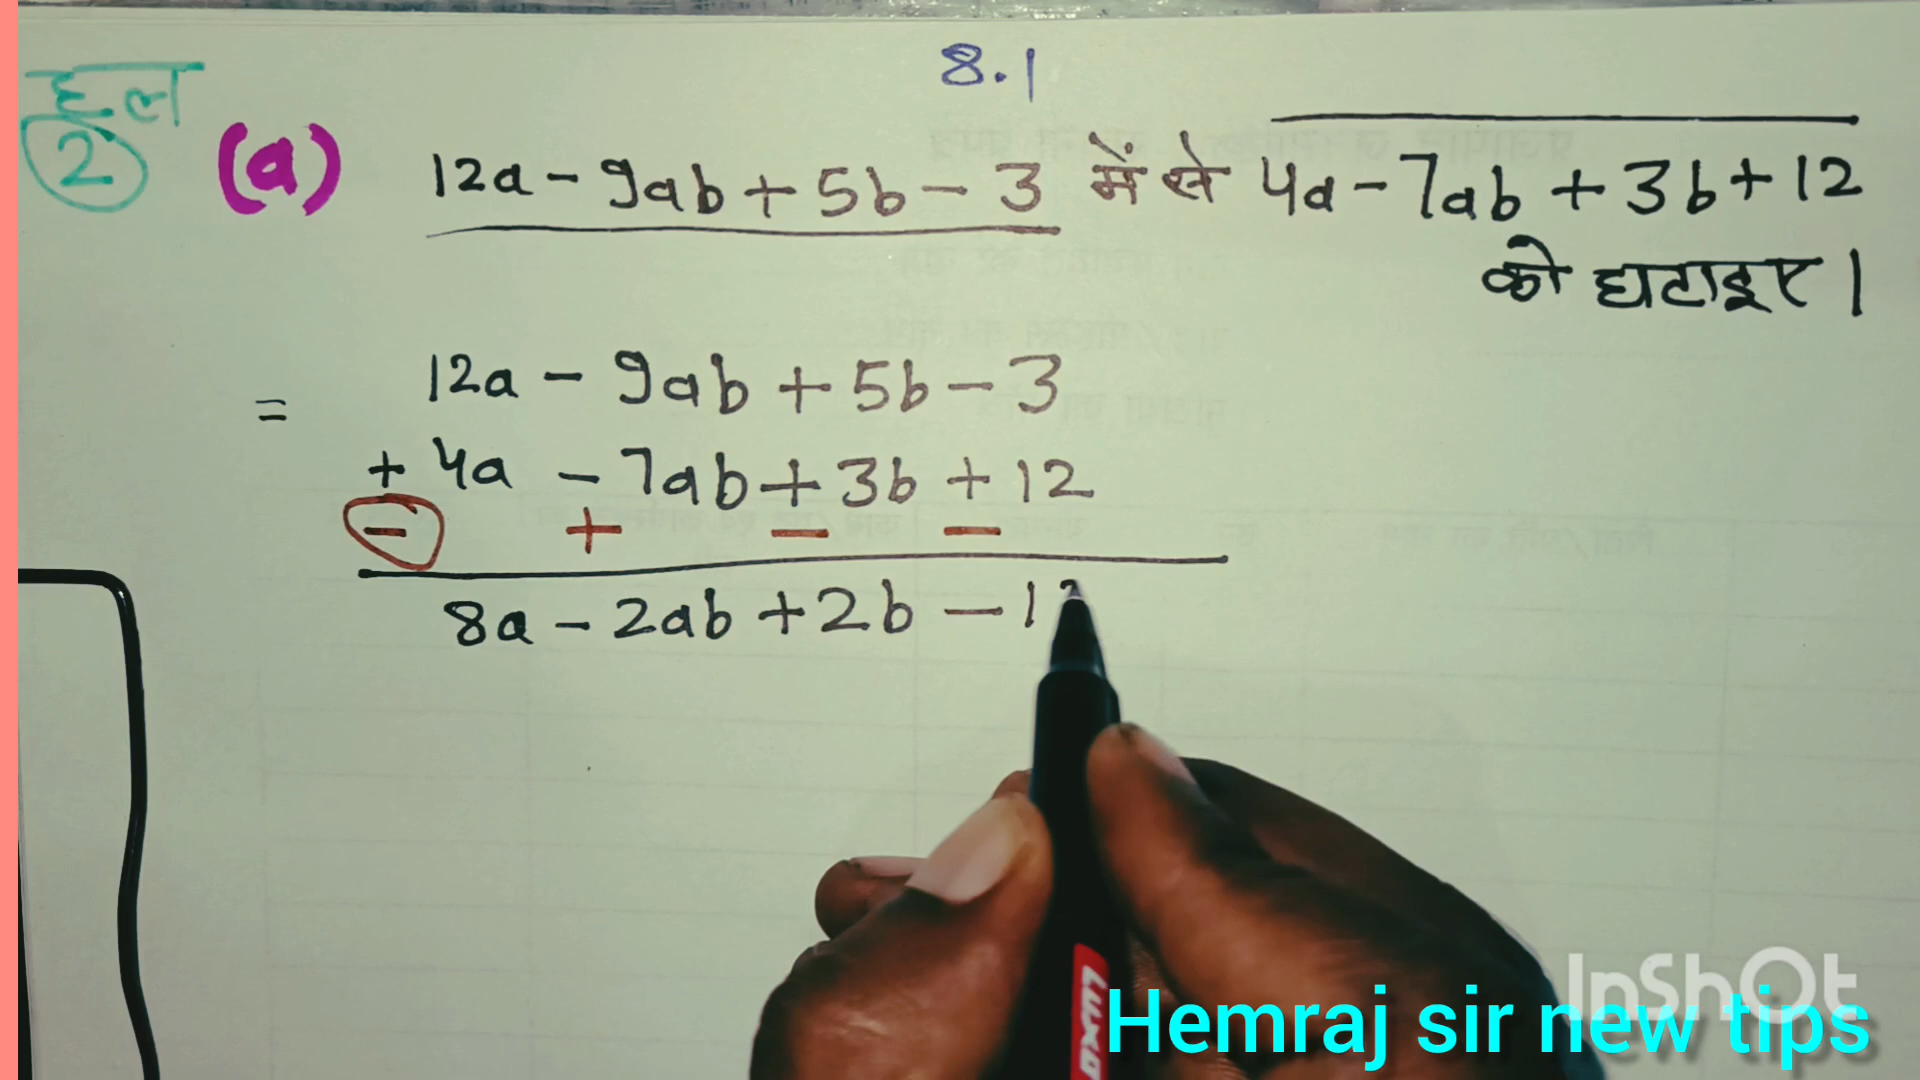 8.1
हल
2 (a) 12a - 9ab + 5b - 3 में से 4a - 7ab + 3b + 12
को घटाइए।
= 12a - 9ab + 5b - 3
+ 4a - 7ab + 3b + 12
- + - -
8a - 2ab + 2b - 1
LUXO
InShOt
Hemraj sir new tips